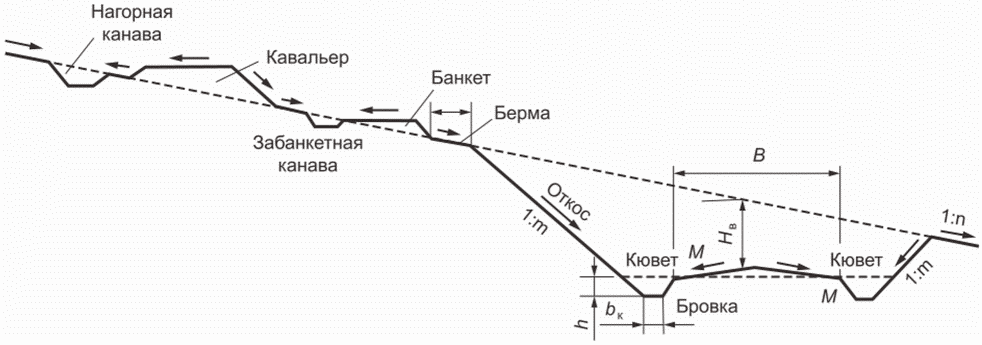 Нагорная
канава
Кавальер
Банкет
Берма
Забанкетная
канава
B
Откос
1:m
Hв
1:n
Кювет
M
Кювет
1:m
M
Бровка
bк
h